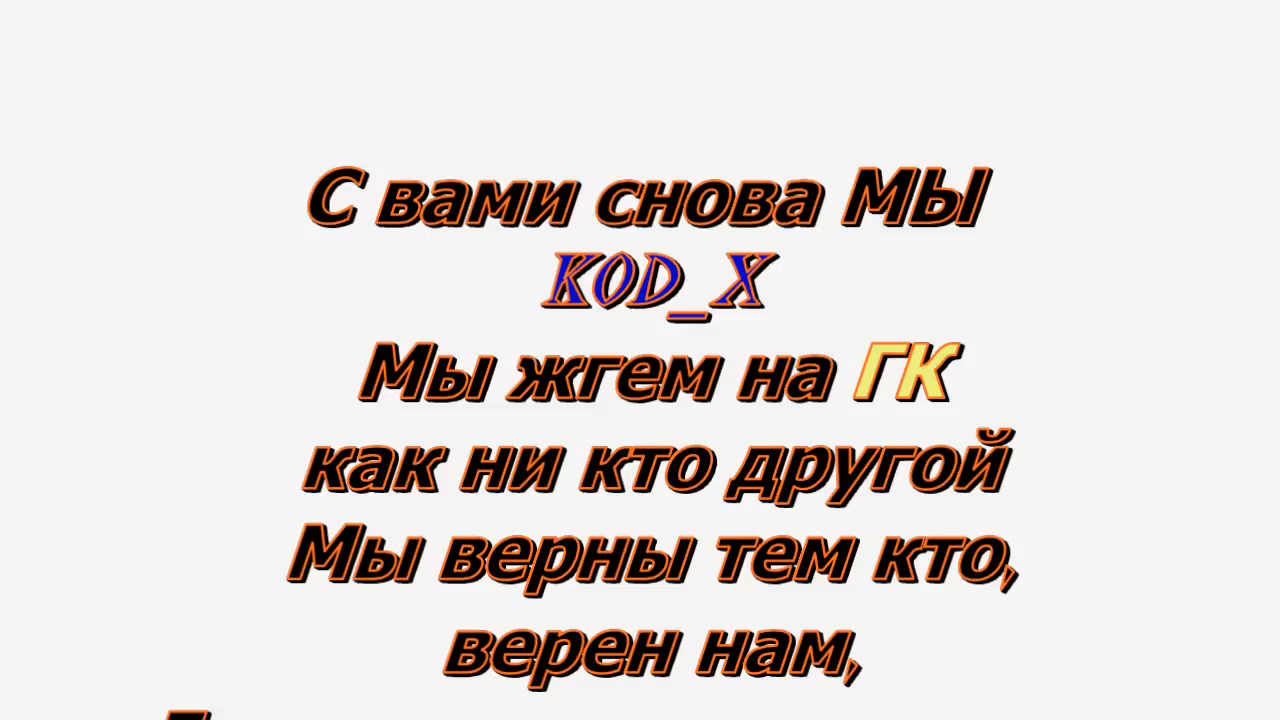 С вами снова МЫ
KOD_X
Мы жгем на ГК
как ни кто другой
Мы верны тем кто,
верен нам,